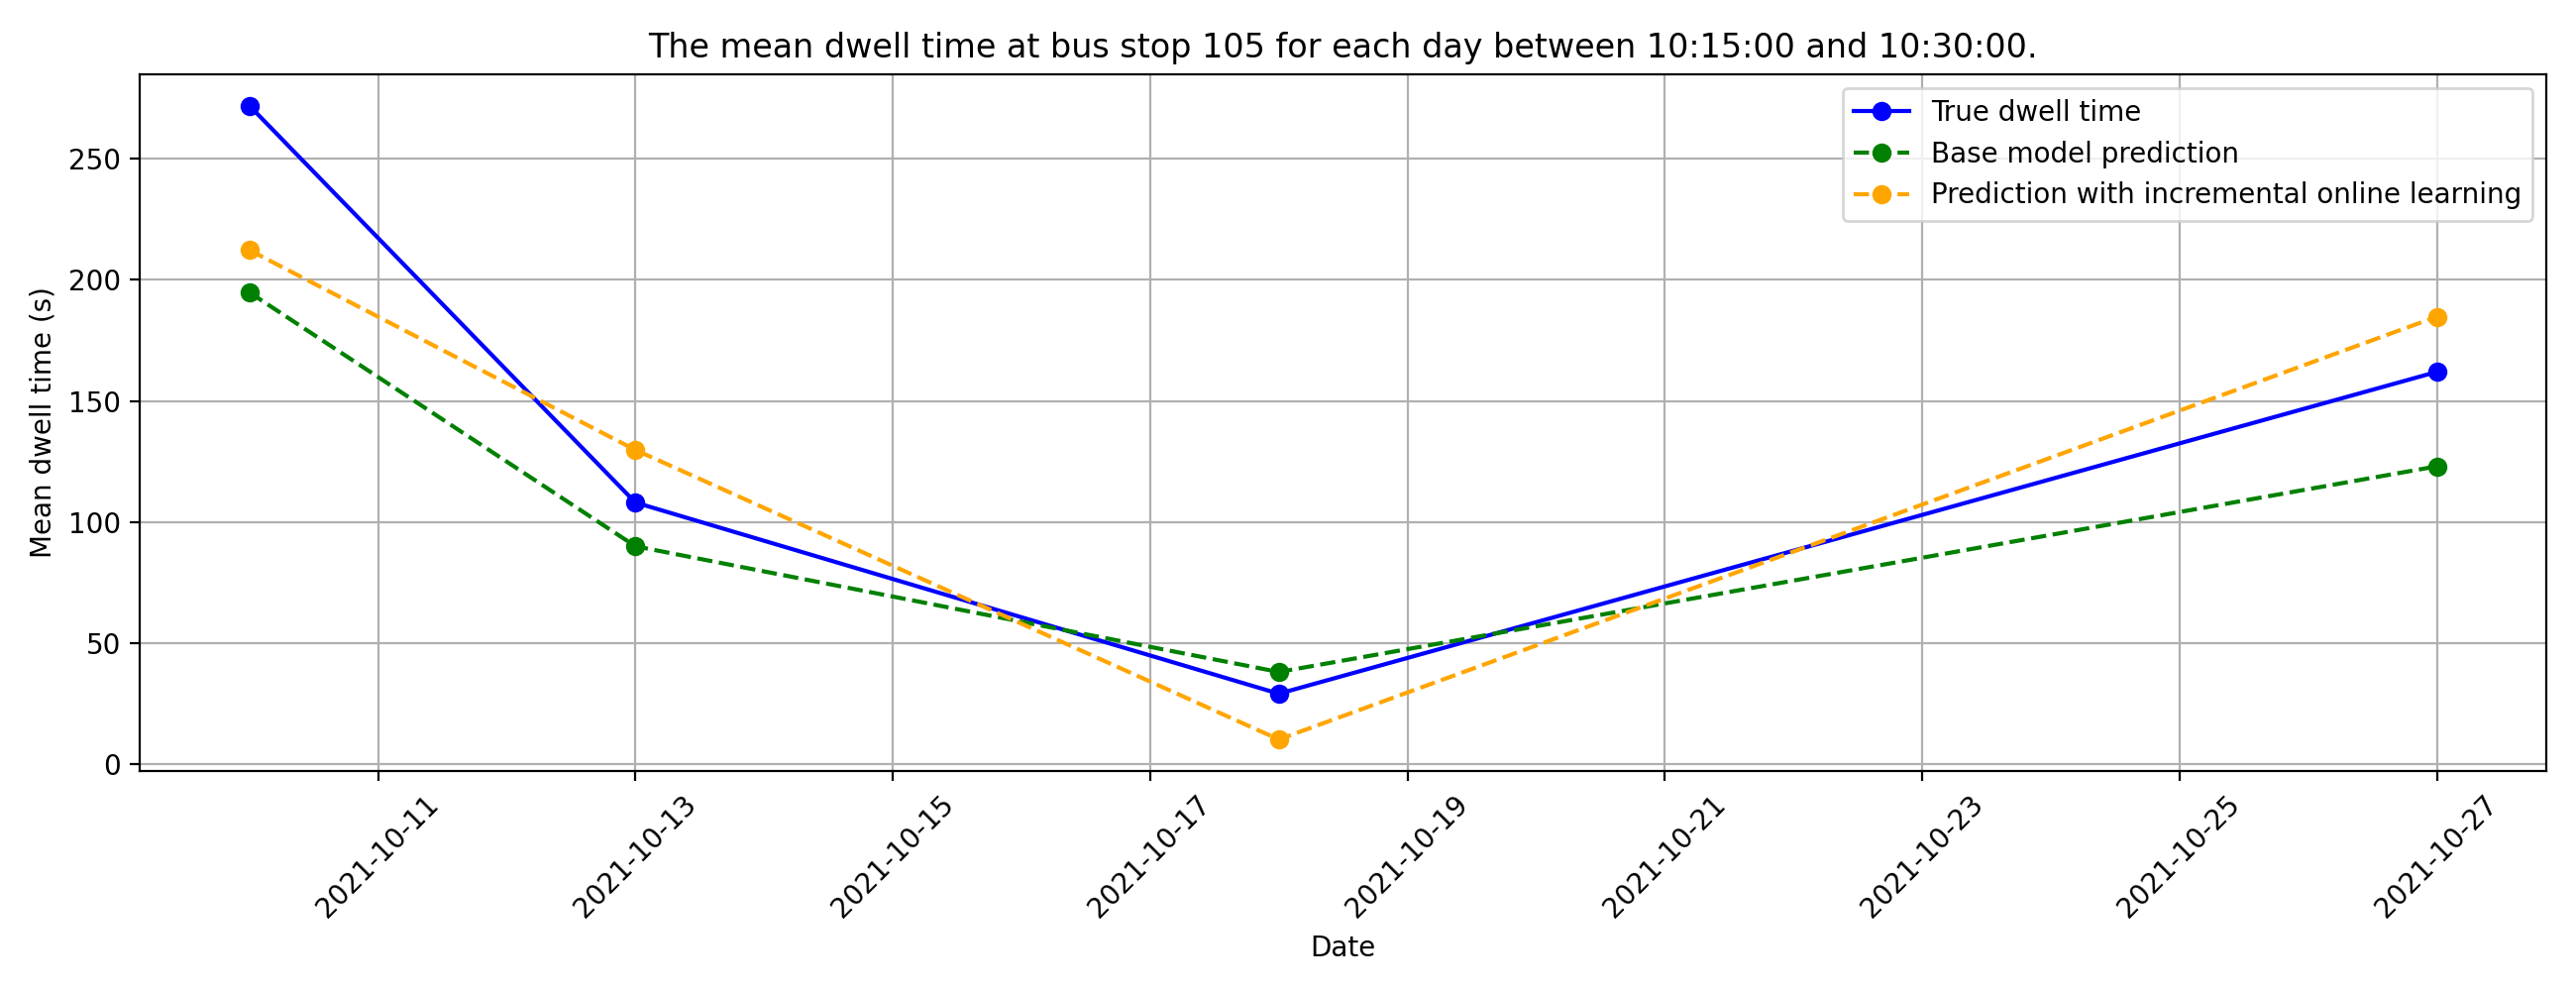 The mean dwell time at bus stop 105 for each day between 10:15:00 and 10:30:00.
True dwell time
Base model prediction
Prediction with incremental online learning
Mean dwell time (s)
250
200
150
100
50
0
2021-10-11
2021-10-13
2021-10-15
2021-10-17
2021-10-19
2021-10-21
2021-10-23
2021-10-25
2021-10-27
Date